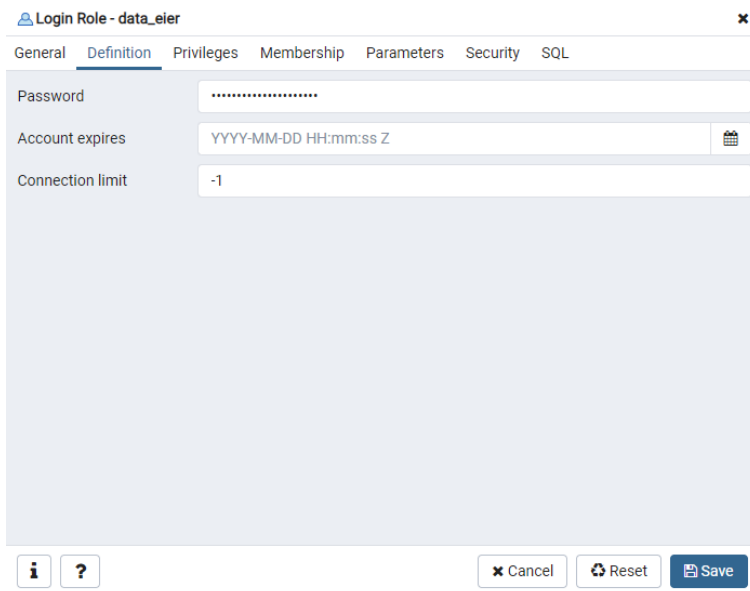 Login Role - data_eier
General Definition Privileges Membership Parameters Security SQL
Password •••••••••••••••••••••
Account expires YYYY-MM-DD HH:mm:ss Z
Connection limit -1
i ? Cancel Reset Save